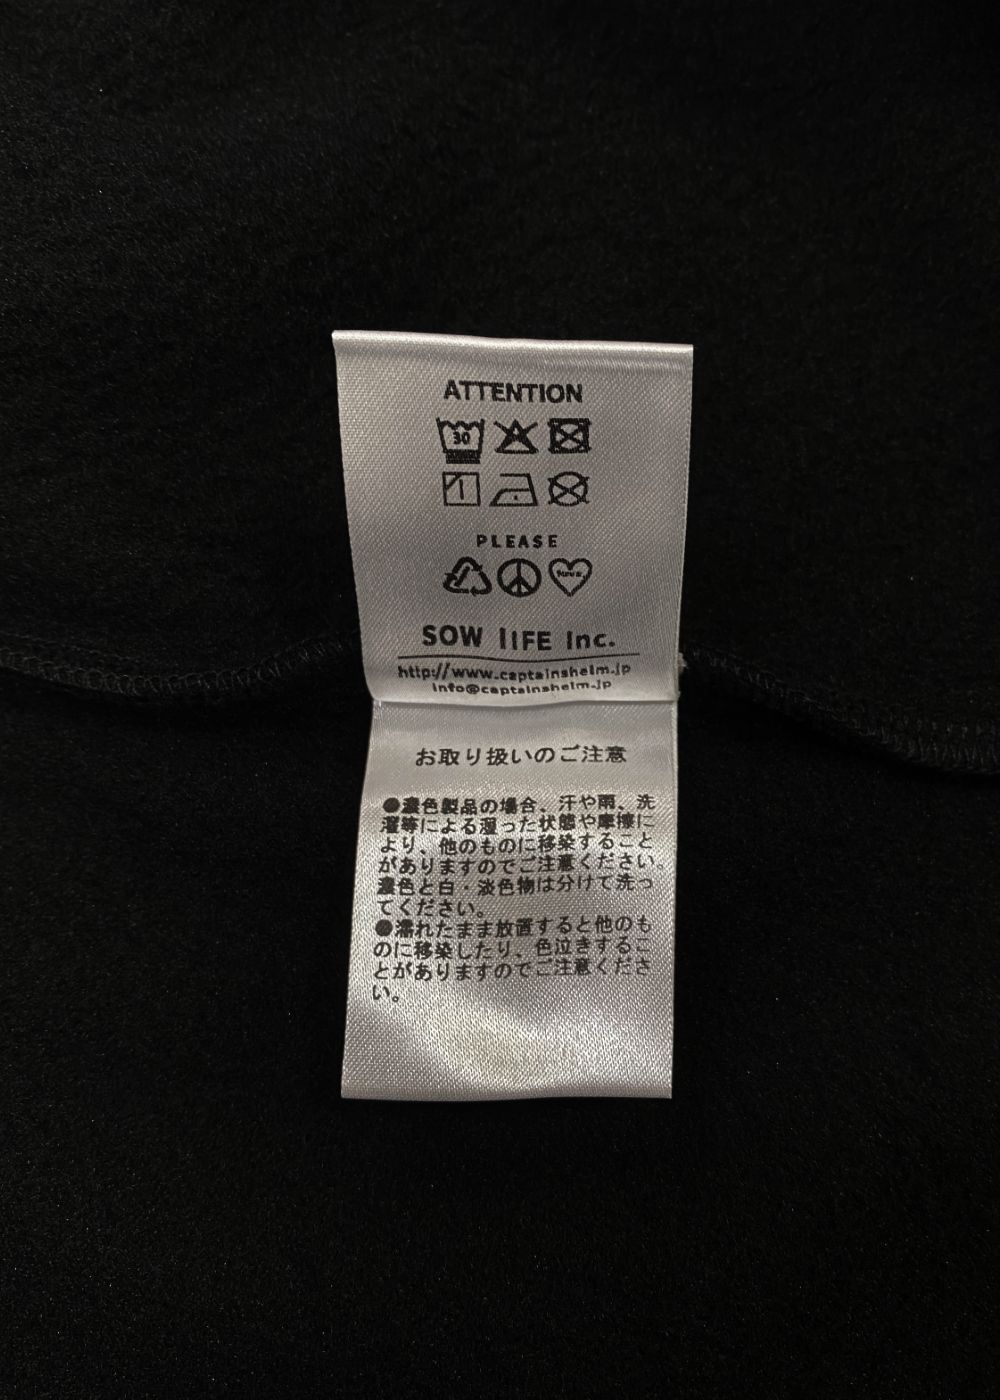 ATTENTION
30
PLEASE
SOW lIFE Inc.
http://www.captainshelm.jp
info@captainshelm.jp
お取り扱いのご注意
●濃色製品の場合、汗や雨、洗
濯等による湿った状態や摩擦に
より、他のものに移染すること
がありますのでご注意ください。
濃色と白・淡色物は分けて洗っ
てください。
●濡れたまま放置すると他のも
のに移染したり、色泣きするこ
とがありますのでご注意くださ
い。